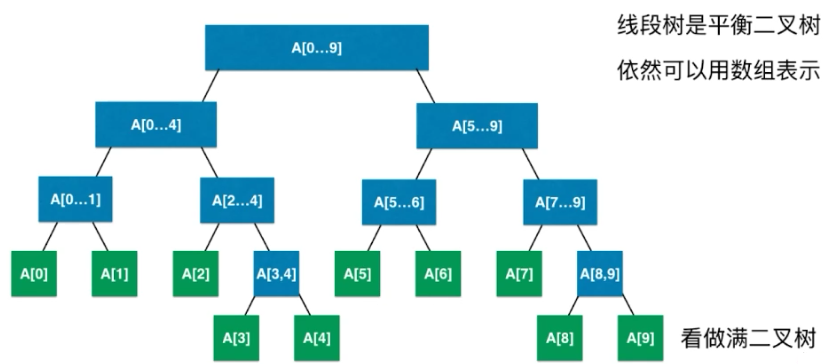 线段树是平衡二叉树
依然可以用数组表示
A[0...9]
A[0...4]
A[5...9]
A[0...1]
A[2...4]
A[5...6]
A[7...9]
A[0]
A[1]
A[2]
A[3,4]
A[5]
A[6]
A[7]
A[8,9]
A[3]
A[4]
A[8]
A[9]
看做满二叉树